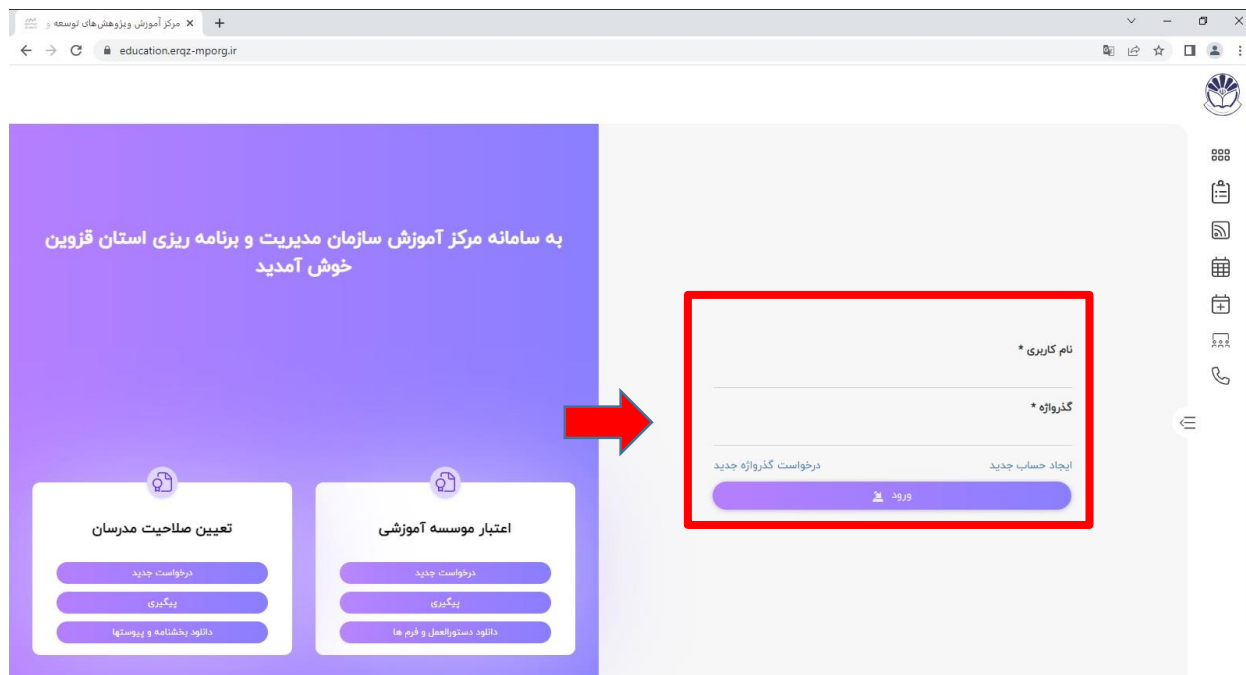 مرکز آموزش وپژوهش‌های توسعه و
education.erqz-mporg.ir
به سامانه مرکز آموزش سازمان مدیریت و برنامه ریزی استان قزوین
خوش آمدید
نام کاربری *
گذرواژه *
ایجاد حساب جدید
درخواست گذرواژه جدید
ورود
اعتبار موسسه آموزشی
درخواست جدید
پیگیری
دانلود دستورالعمل و فرم ها
تعیین صلاحیت مدرسان
درخواست جدید
پیگیری
دانلود بخشنامه و پیوستها